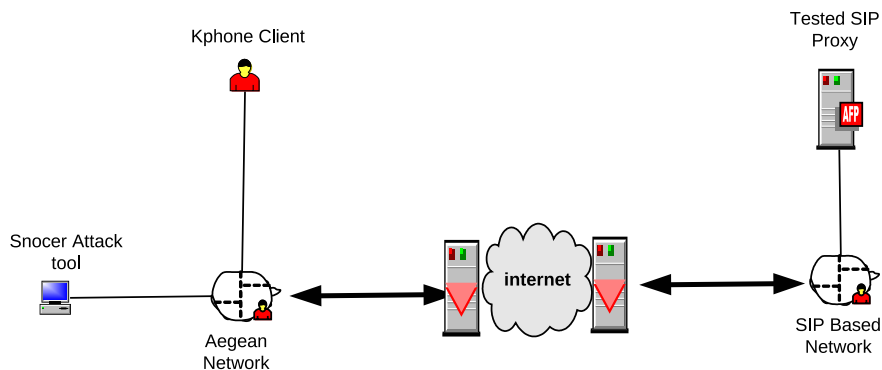 Kphone Client
Tested SIP
Proxy
AFP
Snocer Attack
tool
internet
Aegean
Network
SIP Based
Network